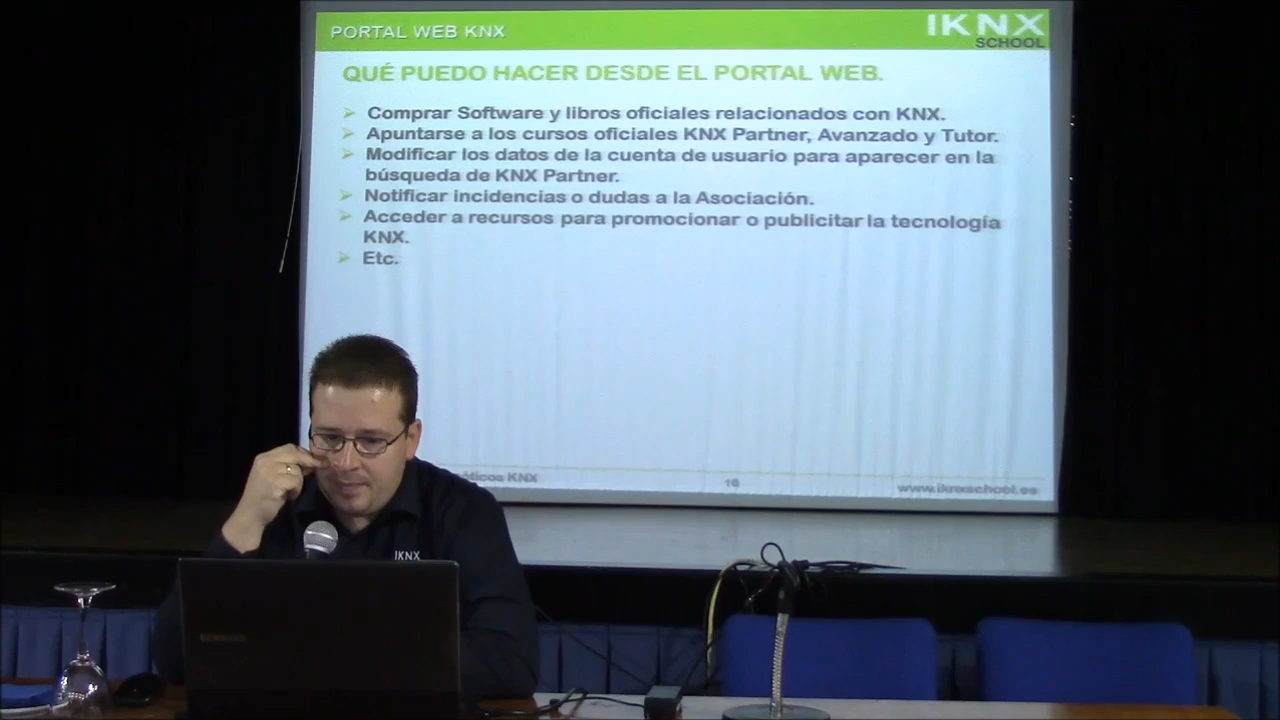 PORTAL WEB KNX
IKNX
SCHOOL
QUÉ PUEDO HACER DESDE EL PORTAL WEB.
Comprar Software y libros oficiales relacionados con KNX.
Apuntarse a los cursos oficiales KNX Partner, Avanzado y Tutor.
Modificar los datos de la cuenta de usuario para aparecer en la
búsqueda de KNX Partner.
Notificar incidencias o dudas a la Asociación.
Acceder a recursos para promocionar o publicitar la tecnología
KNX.
Etc.
KNX
16
www.iknxschool.es
IKNX